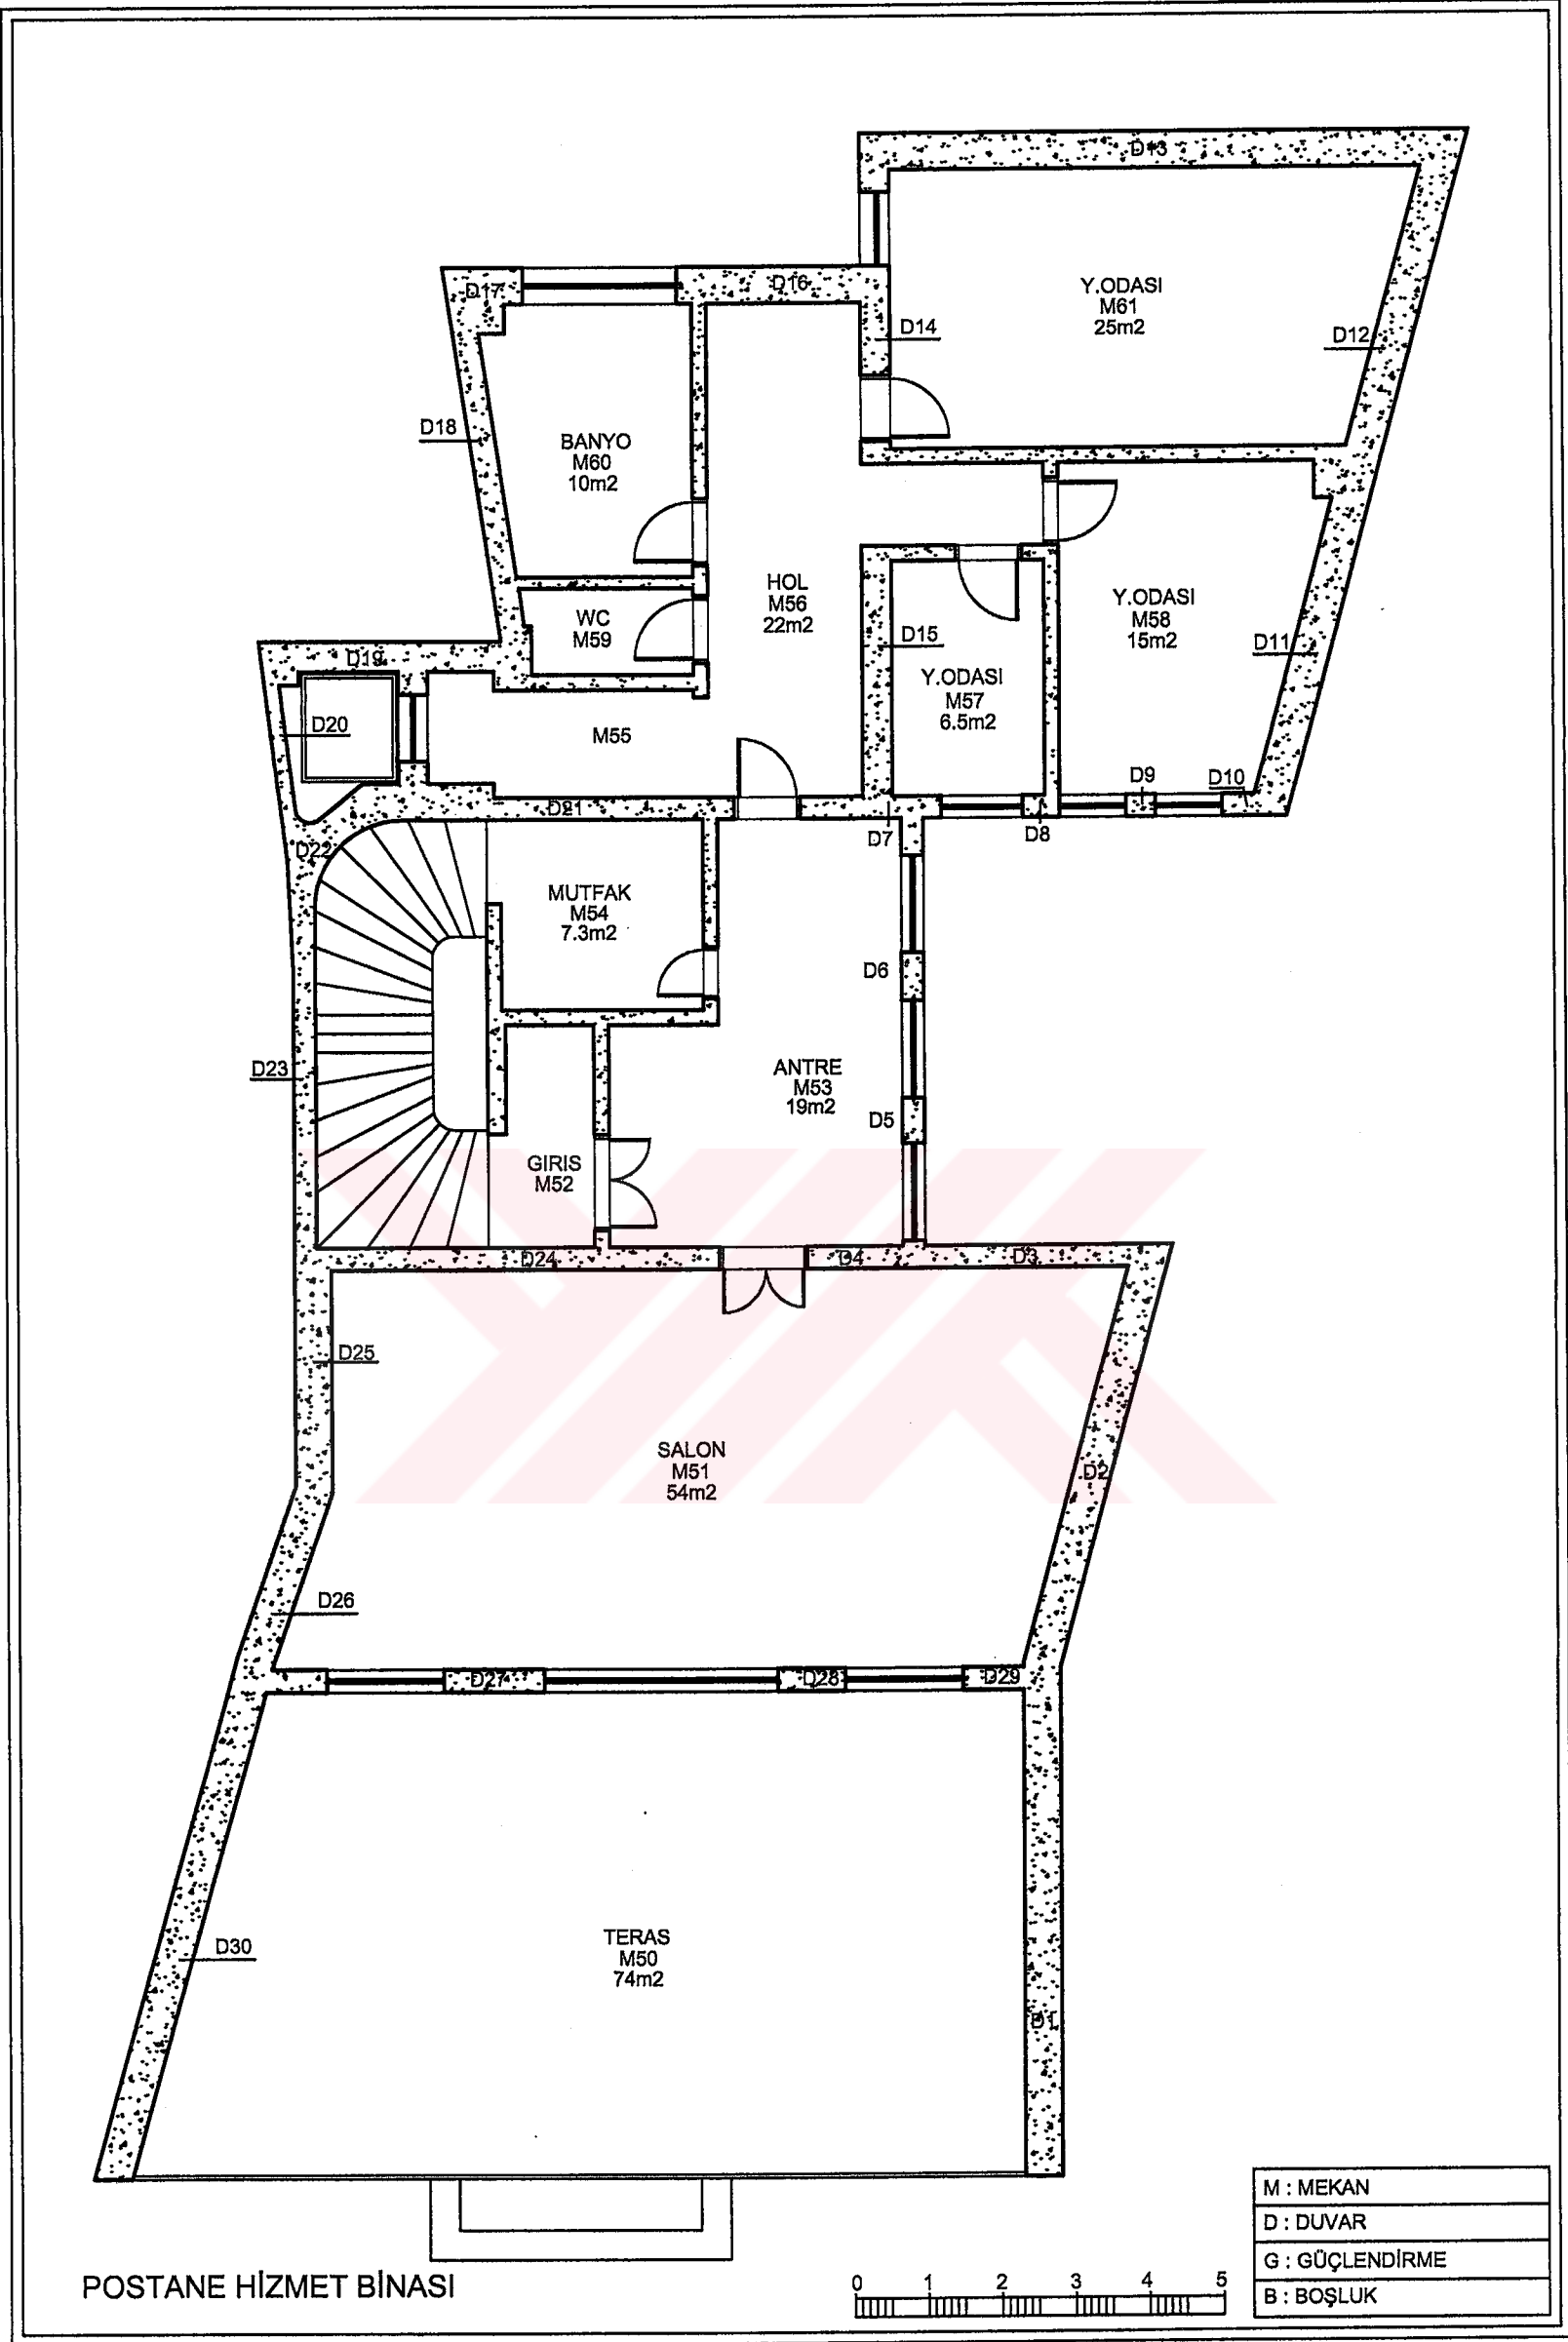 D13
Y.ODASI
M61
25m2
D17
D16
D14
D12
D18
BANYO
M60
10m2
HOL
M56
22m2
WC
M59
Y.ODASI
M58
15m2
D15
D11
D19
Y.ODASI
M57
6.5m2
D20
M55
D9
D10
D21
D7
D8
D22
MUTFAK
M54
7.3m2
D6
D23
ANTRE
M53
19m2
D5
GIRIS
M52
D24
D4
D3
D25
SALON
M51
54m2
D2
D26
D27
D28
D29
TERAS
M50
74m2
D30
D1
M : MEKAN
D : DUVAR
G : GÜÇLENDİRME
B : BOŞLUK
POSTANE HİZMET BİNASI
0 1 2 3 4 5